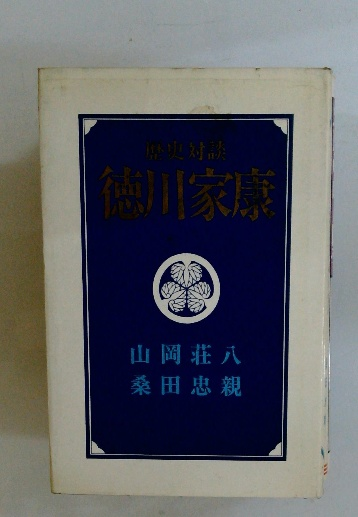 歴史対談
徳川家康
山岡荘八
桑田忠親